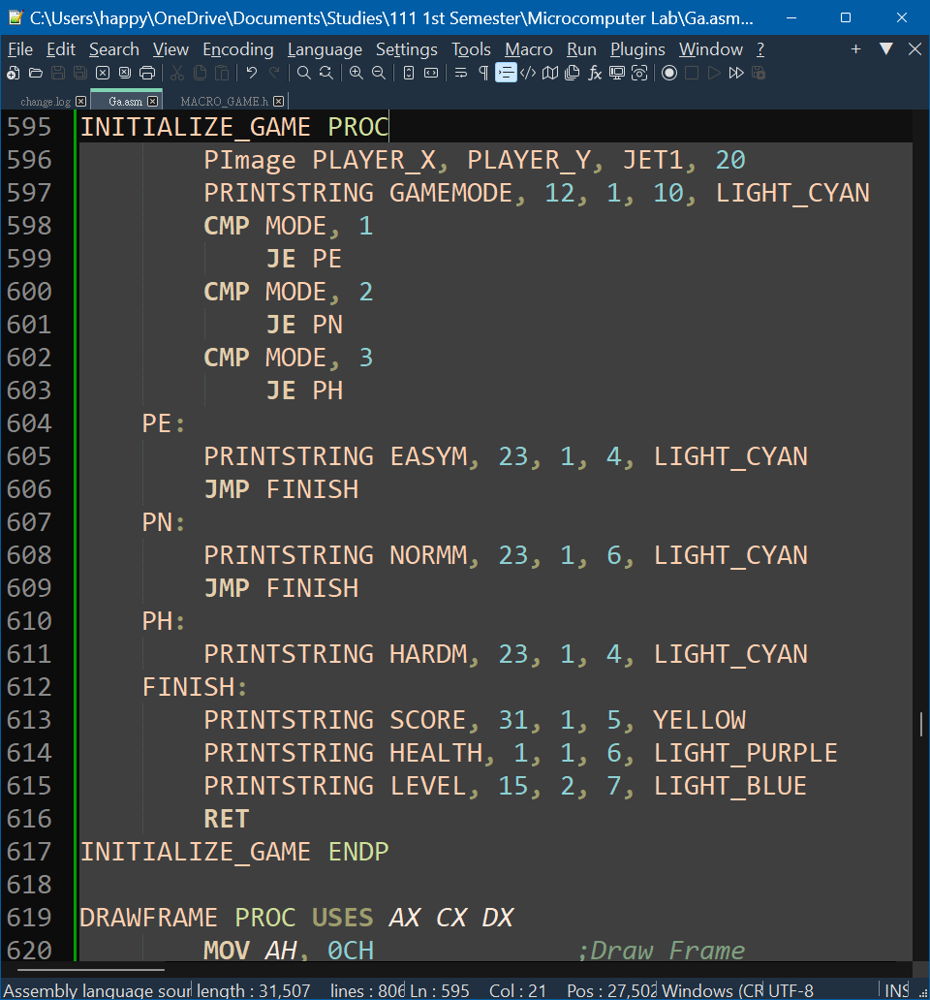 C:\Users\happy\OneDrive\Documents\Studies\111 1st Semester\Microcomputer Lab\Ga.asm...
File Edit Search View Encoding Language Settings Tools Macro Run Plugins Window ?
change.log Ga.asm MACRO_GAME.h
595 INITIALIZE_GAME PROC
596 PImage PLAYER_X, PLAYER_Y, JET1, 20
597 PRINTSTRING GAMEMODE, 12, 1, 10, LIGHT_CYAN
598 CMP MODE, 1
599 JE PE
600 CMP MODE, 2
601 JE PN
602 CMP MODE, 3
603 JE PH
604 PE:
605 PRINTSTRING EASYM, 23, 1, 4, LIGHT_CYAN
606 JMP FINISH
607 PN:
608 PRINTSTRING NORMM, 23, 1, 6, LIGHT_CYAN
609 JMP FINISH
610 PH:
611 PRINTSTRING HARDM, 23, 1, 4, LIGHT_CYAN
612 FINISH:
613 PRINTSTRING SCORE, 31, 1, 5, YELLOW
614 PRINTSTRING HEALTH, 1, 1, 6, LIGHT_PURPLE
615 PRINTSTRING LEVEL, 15, 2, 7, LIGHT_BLUE
616 RET
617 INITIALIZE_GAME ENDP
618
619 DRAWFRAME PROC USES AX CX DX
620 MOV AH, 0CH ;Draw Frame
Assembly language sour length : 31,507 lines : 806 Ln : 595 Col : 21 Pos : 27,502 Windows (CR UTF-8 INS